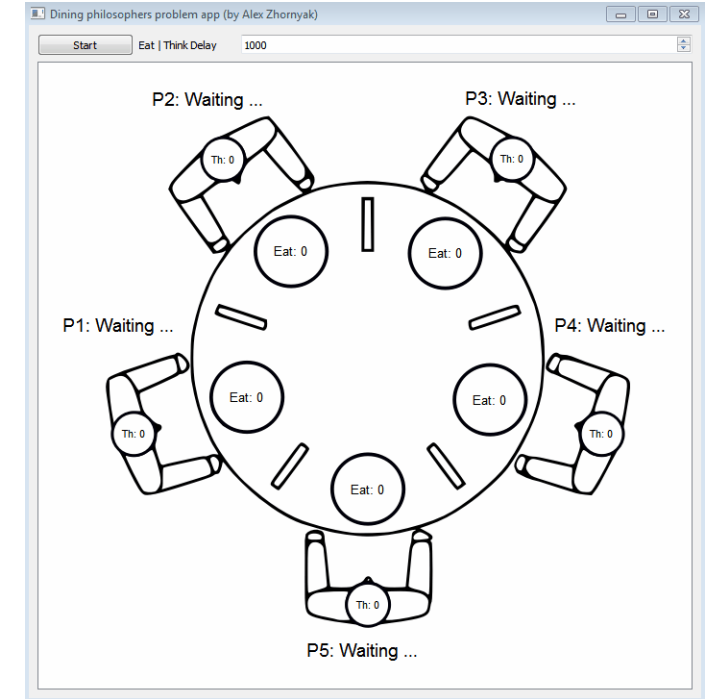 Dining philosophers problem app (by Alex Zhornyak)
Start Eat | Think Delay 1000
P2: Waiting ... P3: Waiting ...
Th: 0 Th: 0
Eat: 0 Eat: 0
P1: Waiting ... P4: Waiting ...
Eat: 0 Eat: 0
Th: 0 Th: 0
Eat: 0
Th: 0
P5: Waiting ...